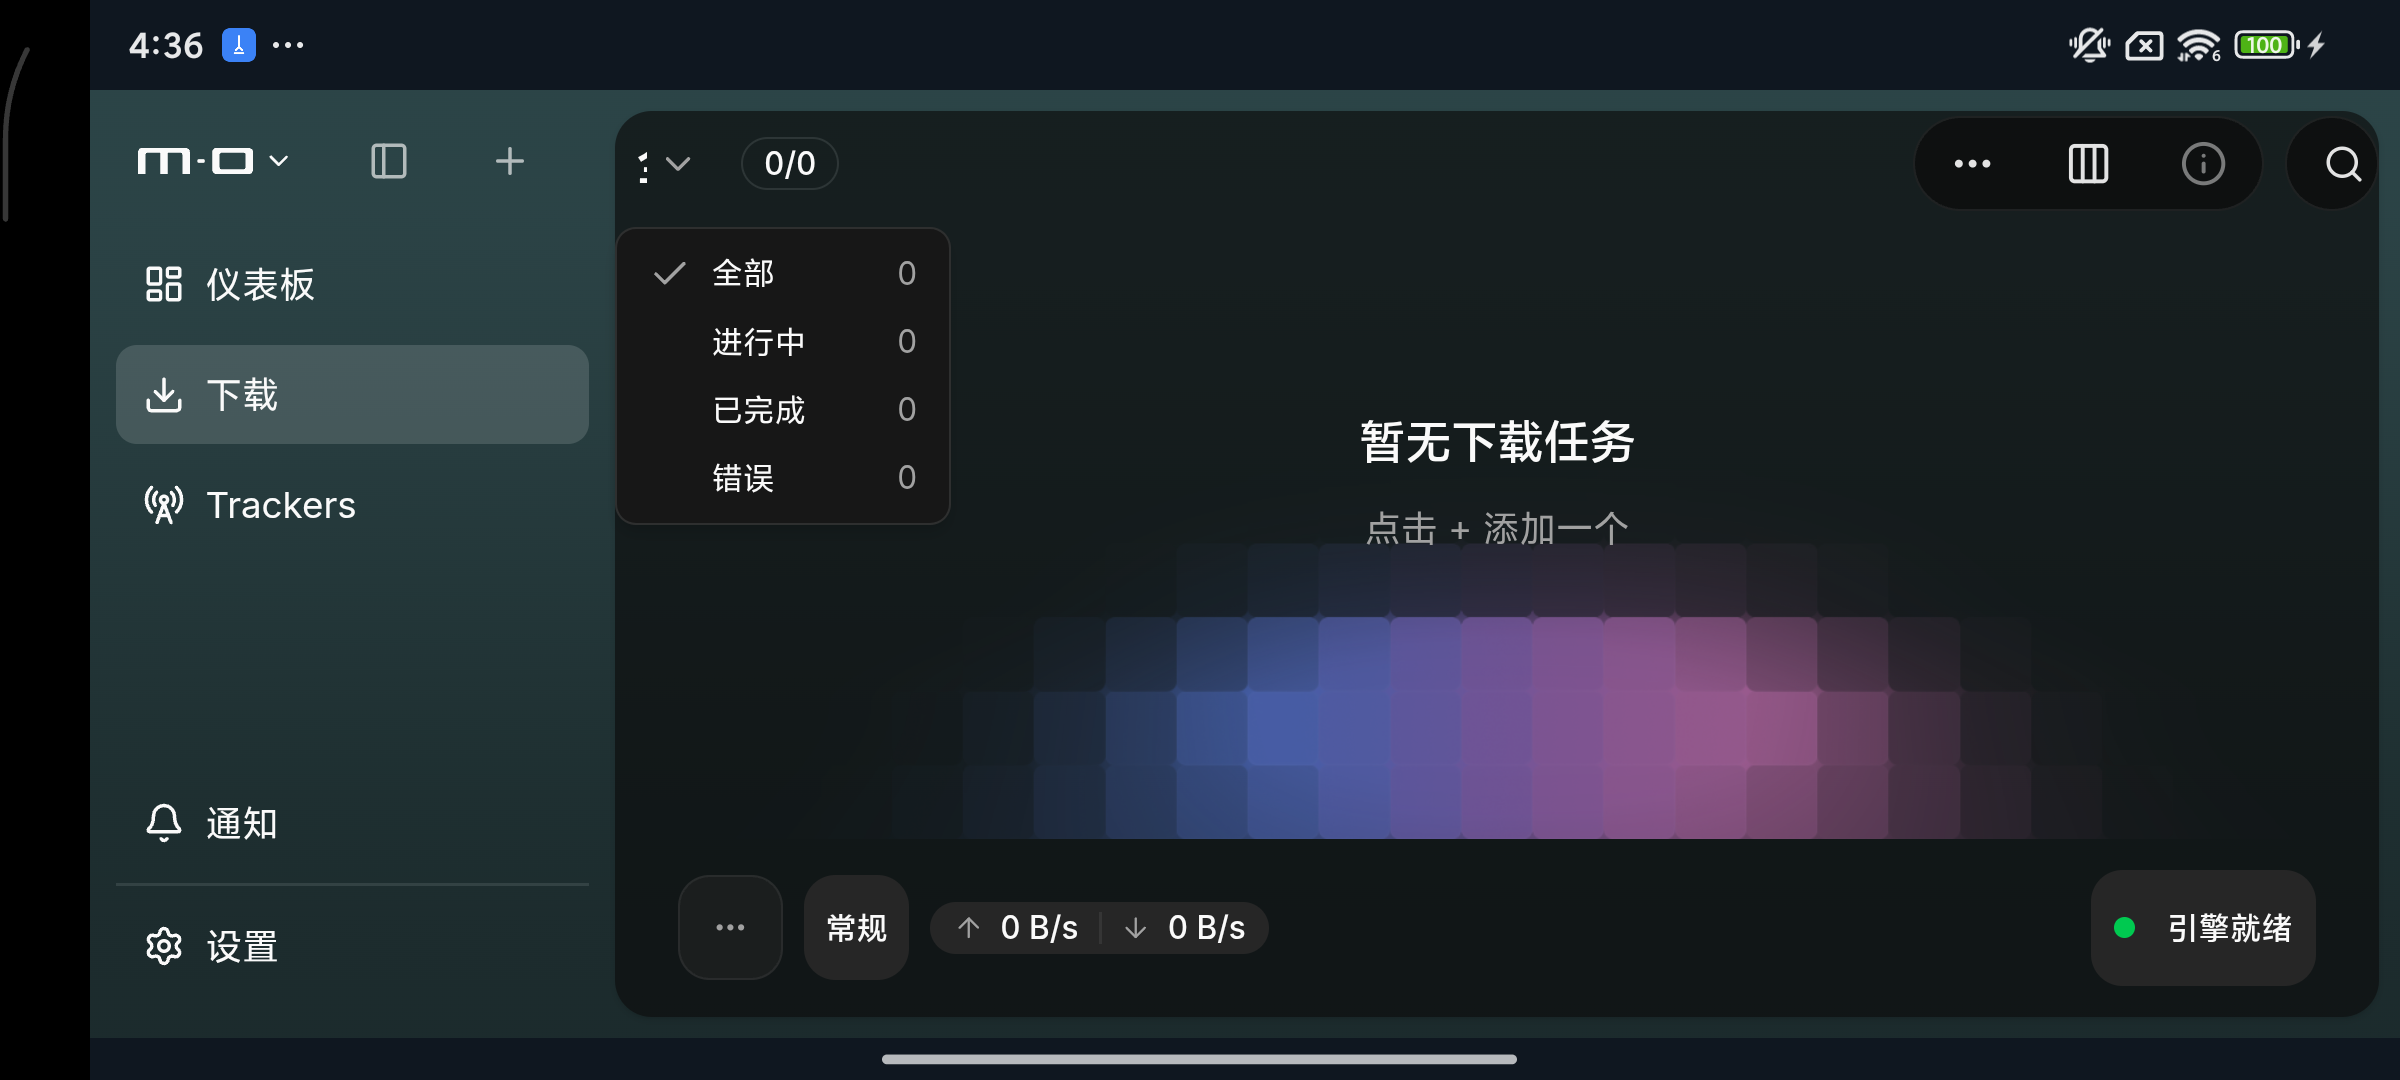 4:36
6
100
m-o
0/0
仪表板
下载
Trackers
通知
设置
全部 0
进行中 0
已完成 0
错误 0
暂无下载任务
点击 + 添加一个
常规
0 B/s
0 B/s
引擎就绪